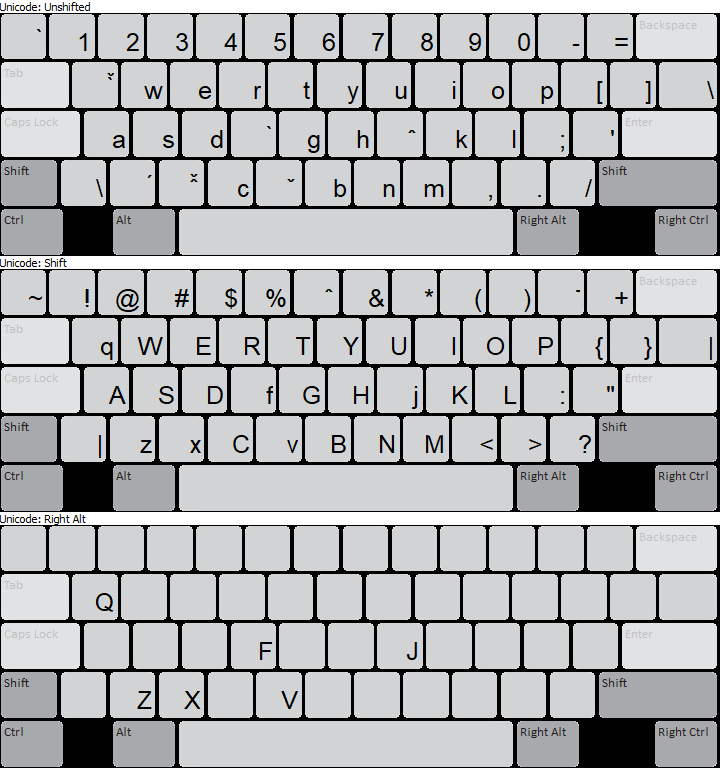 Unicode: Unshifted
` 1 2 3 4 5 6 7 8 9 0 - = Backspace
Tab ˇ w e r t y u i o p [ ] \
Caps Lock a s d ` g h ˆ k l ; ' Enter
Shift \ ´ c ˇ b n m , . / Shift
Ctrl Alt Right Alt Right Ctrl
Unicode: Shift
~ ! @ # $ % ˆ & * ( ) + Backspace
Tab q W E R T Y U I O P { } |
Caps Lock A S D f G H j K L : " Enter
Shift | z x C v B N M < > ? Shift
Ctrl Alt Right Alt Right Ctrl
Unicode: Right Alt
Backspace
Tab Q
Caps Lock F J Enter
Shift Z X V Shift
Ctrl Alt Right Alt Right Ctrl